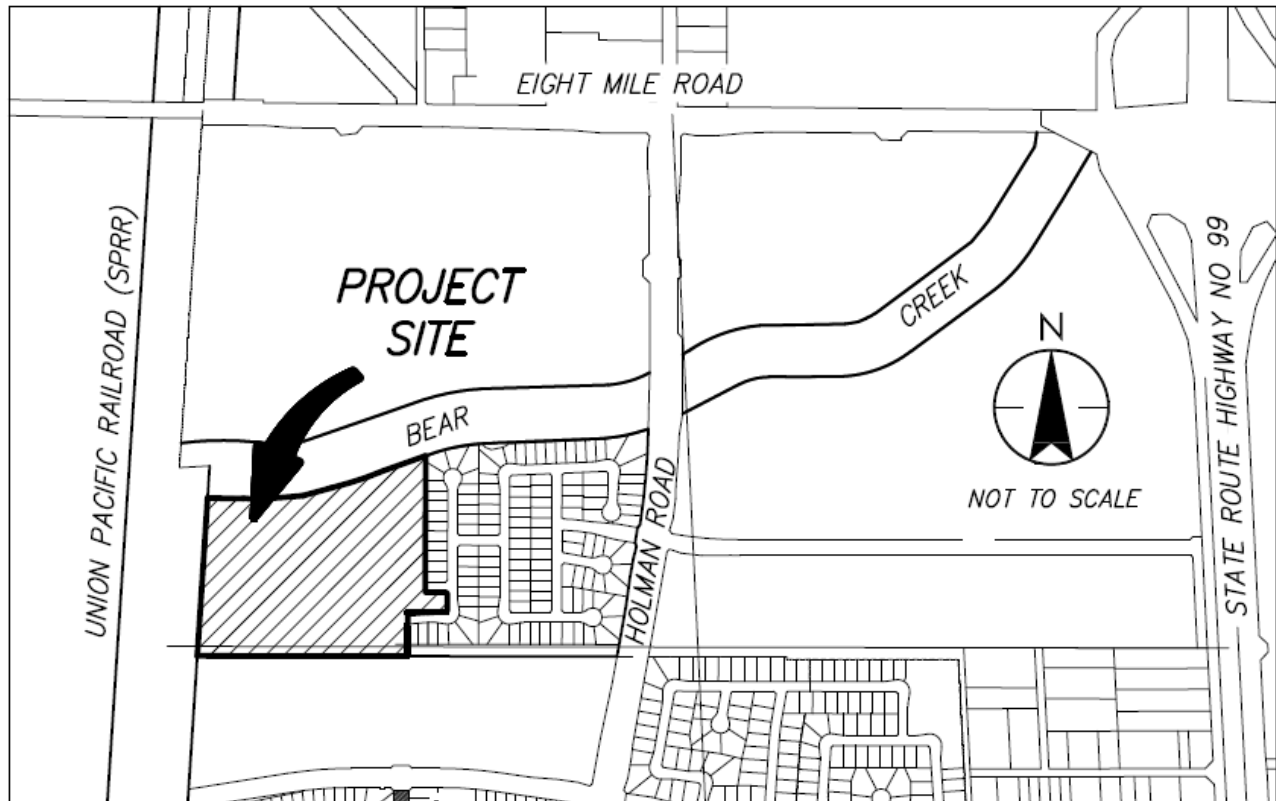 EIGHT MILE ROAD
UNION PACIFIC RAILROAD (SPRR)
PROJECT
SITE
BEAR
CREEK
HOLMAN ROAD
N
NOT TO SCALE
STATE ROUTE HIGHWAY NO 99